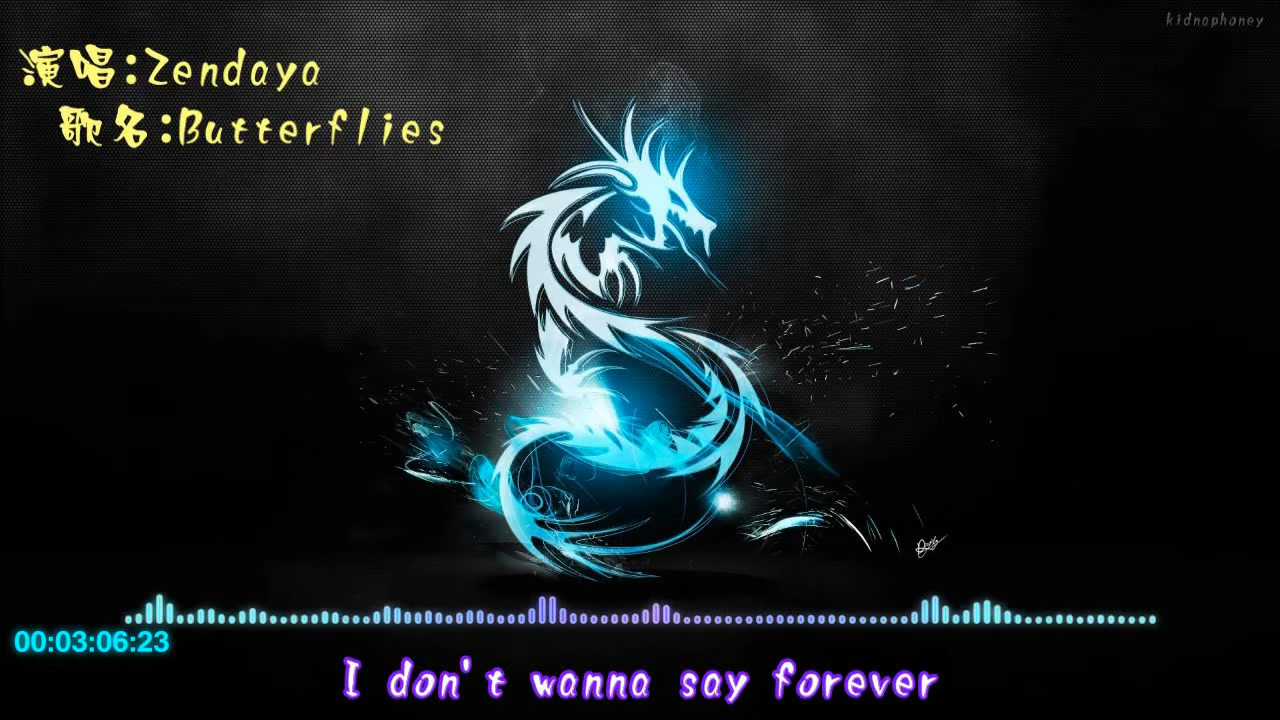 kidnophoney
演唱:Zendaya
歌名:Butterflies
00:03:06:23
I don't wanna say forever